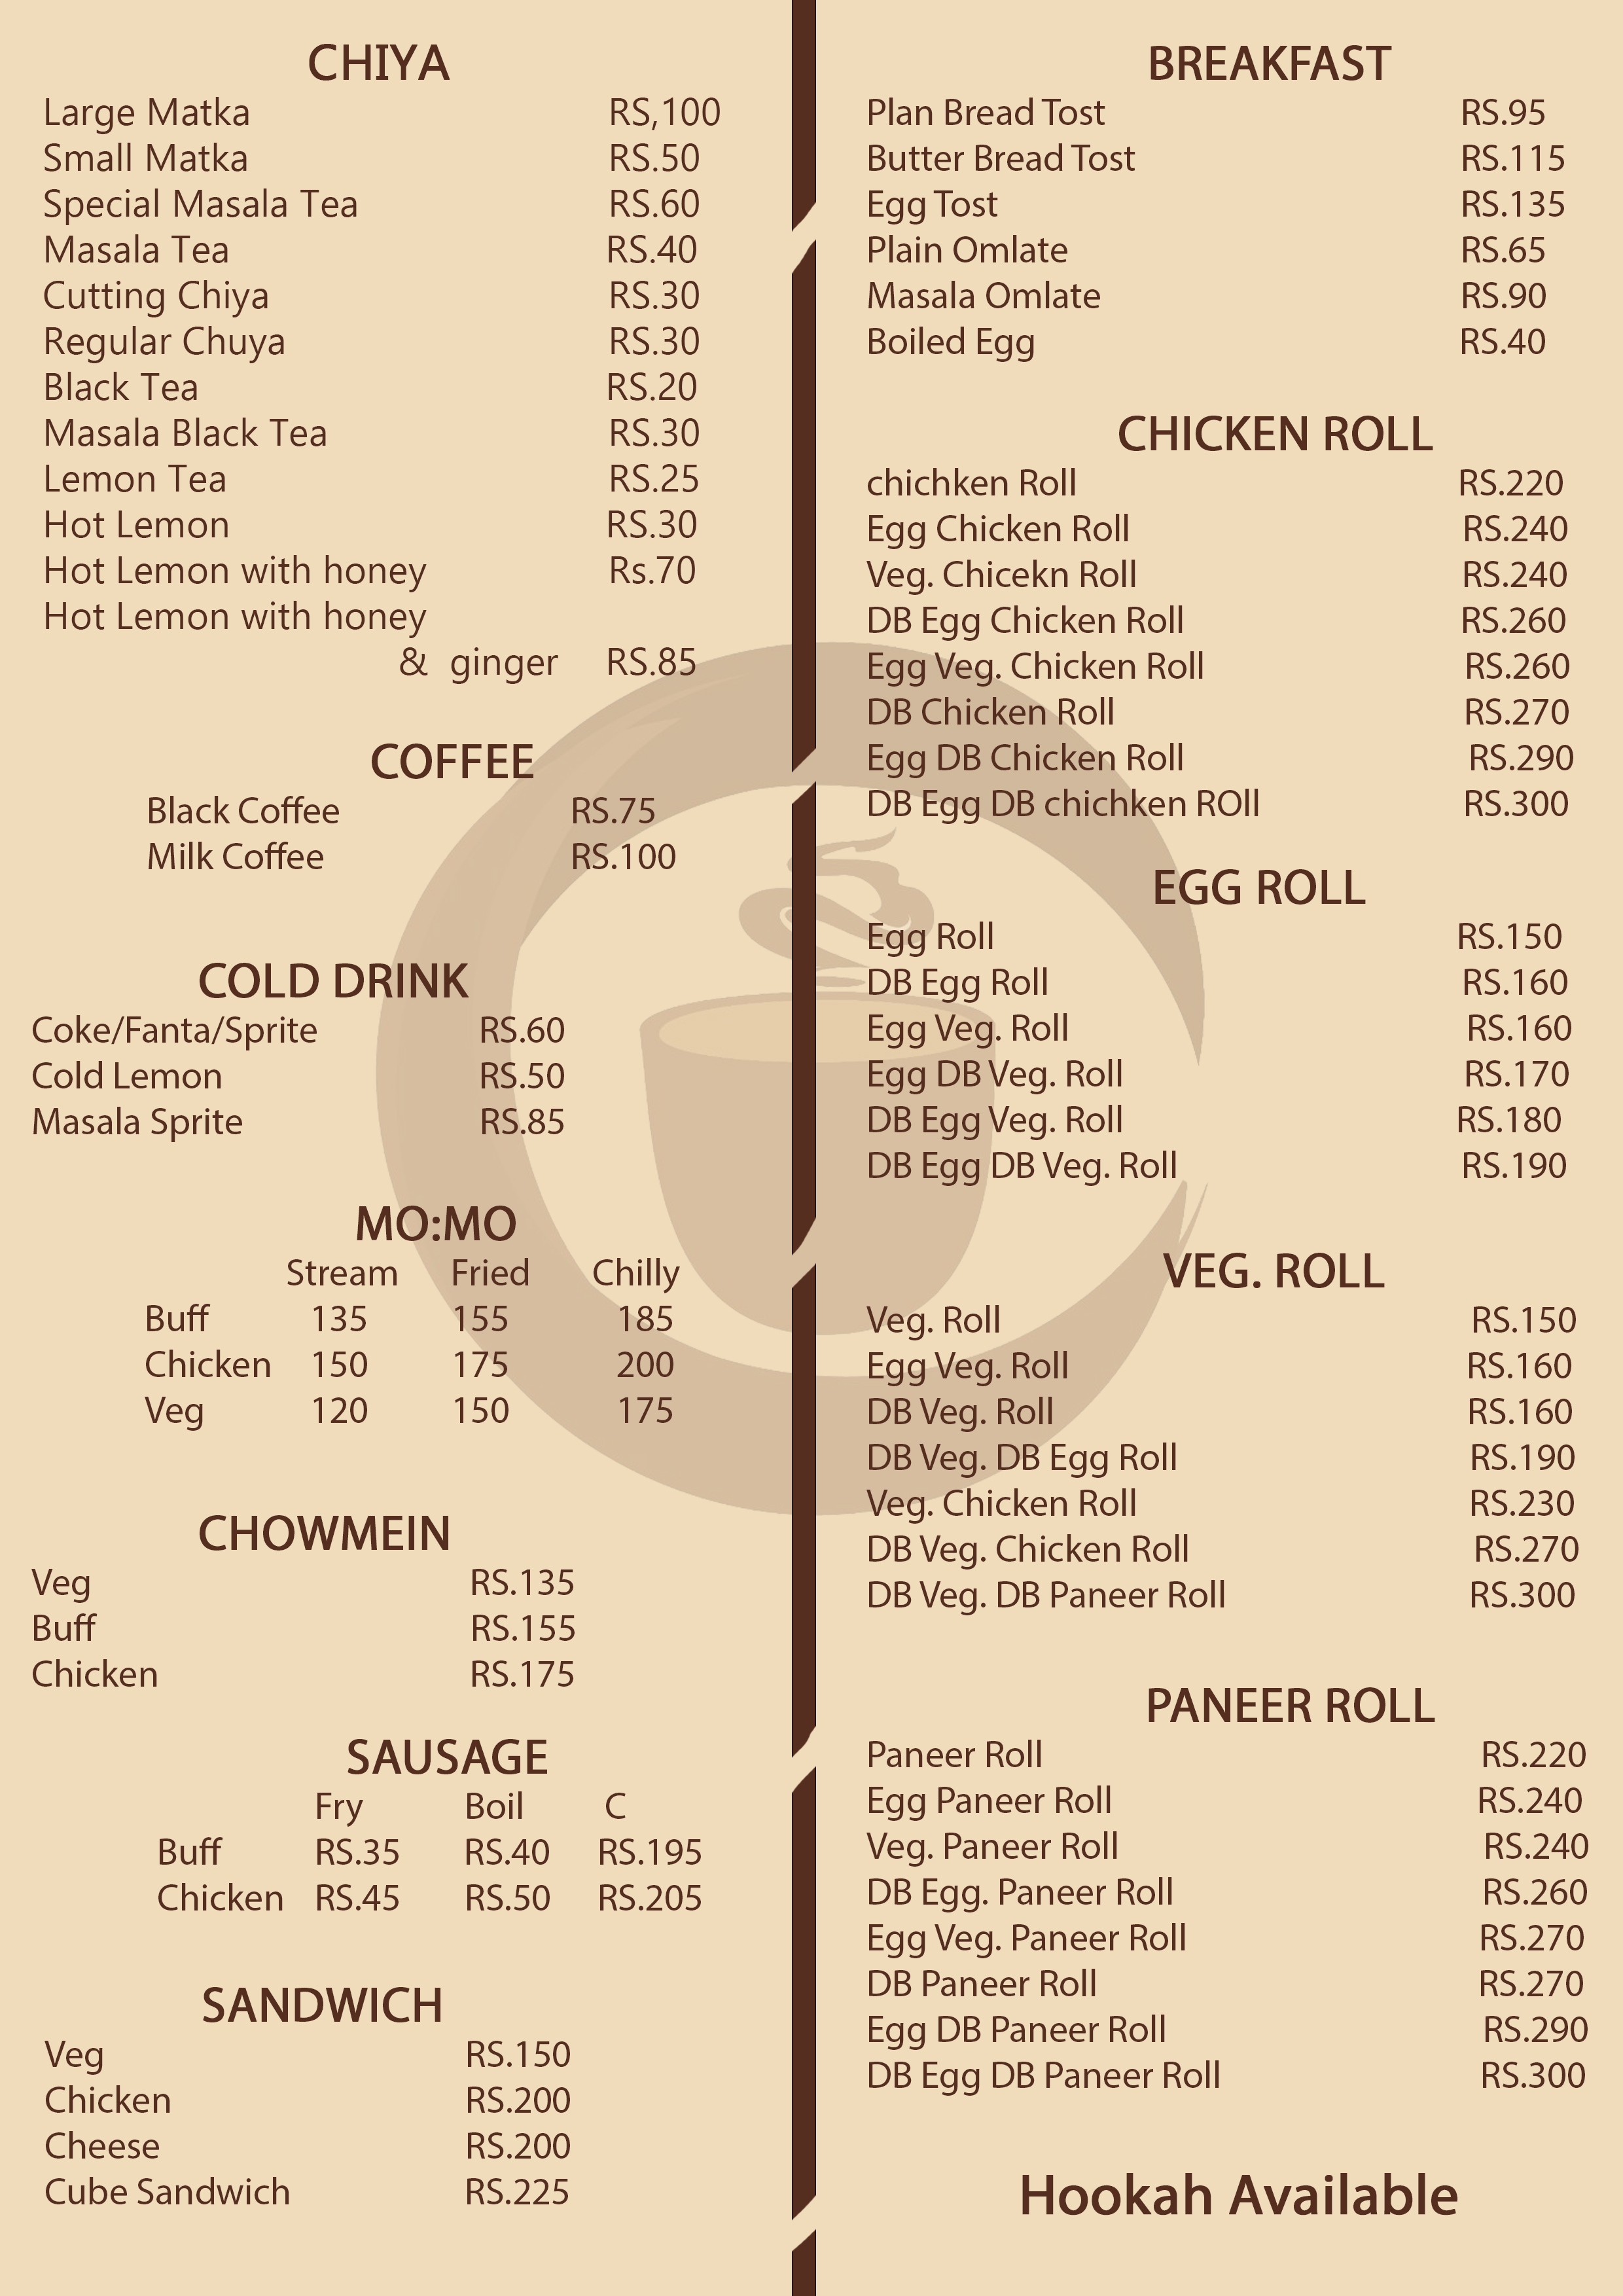 CHIYA
Large Matka RS,100
Small Matka RS.50
Special Masala Tea RS.60
Masala Tea RS.40
Cutting Chiya RS.30
Regular Chuya RS.30
Black Tea RS.20
Masala Black Tea RS.30
Lemon Tea RS.25
Hot Lemon RS.30
Hot Lemon with honey Rs.70
Hot Lemon with honey
& ginger RS.85
COFFEE
Black Coffee RS.75
Milk Coffee RS.100
COLD DRINK
Coke/Fanta/Sprite RS.60
Cold Lemon RS.50
Masala Sprite RS.85
MO:MO
Stream Fried Chilly
Buff 135 155 185
Chicken 150 175 200
Veg 120 150 175
CHOWMEIN
Veg RS.135
Buff RS.155
Chicken RS.175
SAUSAGE
Fry Boil C
Buff RS.35 RS.40 RS.195
Chicken RS.45 RS.50 RS.205
SANDWICH
Veg RS.150
Chicken RS.200
Cheese RS.200
Cube Sandwich RS.225
BREAKFAST
Plan Bread Tost RS.95
Butter Bread Tost RS.115
Egg Tost RS.135
Plain Omlate RS.65
Masala Omlate RS.90
Boiled Egg RS.40
CHICKEN ROLL
chichken Roll RS.220
Egg Chicken Roll RS.240
Veg. Chicekn Roll RS.240
DB Egg Chicken Roll RS.260
Egg Veg. Chicken Roll RS.260
DB Chicken Roll RS.270
Egg DB Chicken Roll RS.290
DB Egg DB chichken ROll RS.300
EGG ROLL
Egg Roll RS.150
DB Egg Roll RS.160
Egg Veg. Roll RS.160
Egg DB Veg. Roll RS.170
DB Egg Veg. Roll RS.180
DB Egg DB Veg. Roll RS.190
VEG. ROLL
Veg. Roll RS.150
Egg Veg. Roll RS.160
DB Veg. Roll RS.160
DB Veg. DB Egg Roll RS.190
Veg. Chicken Roll RS.230
DB Veg. Chicken Roll RS.270
DB Veg. DB Paneer Roll RS.300
PANEER ROLL
Paneer Roll RS.220
Egg Paneer Roll RS.240
Veg. Paneer Roll RS.240
DB Egg. Paneer Roll RS.260
Egg Veg. Paneer Roll RS.270
DB Paneer Roll RS.270
Egg DB Paneer Roll RS.290
DB Egg DB Paneer Roll RS.300
Hookah Available